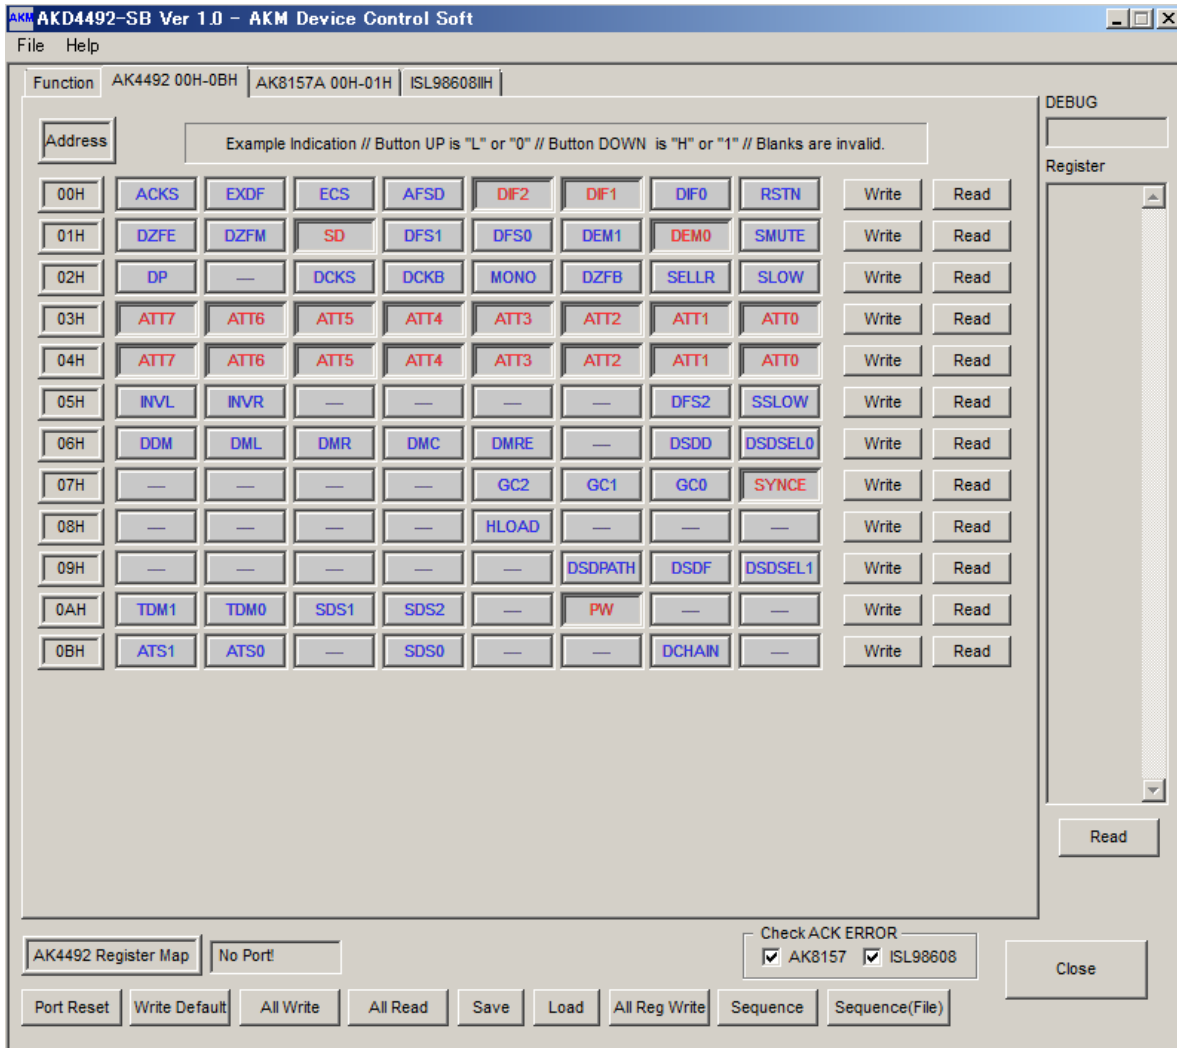 AKM AKD4492-SB Ver 1.0 - AKM Device Control Soft
File Help
Function AK4492 00H-0BH AK8157A 00H-01H ISL98608IIH
DEBUG
Address Example Indication // Button UP is "L" or "0" // Button DOWN is "H" or "1" // Blanks are invalid.
Register
00H ACKS EXDF ECS AFSD DIF2 DIF1 DIF0 RSTN Write Read
01H DZFE DZFM SD DFS1 DFS0 DEM1 DEM0 SMUTE Write Read
02H DP — DCKS DCKB MONO DZFB SELLR SLOW Write Read
03H ATT7 ATT6 ATT5 ATT4 ATT3 ATT2 ATT1 ATT0 Write Read
04H ATT7 ATT6 ATT5 ATT4 ATT3 ATT2 ATT1 ATT0 Write Read
05H INVL INVR — — — — DFS2 SSLOW Write Read
06H DDM DML DMR DMC DMRE — DSDD DSDSEL0 Write Read
07H — — — — GC2 GC1 GC0 SYNCE Write Read
08H — — — — HLOAD — — — Write Read
09H — — — — — DSDPATH DSDF DSDSEL1 Write Read
0AH TDM1 TDM0 SDS1 SDS2 — PW — — Write Read
0BH ATS1 ATS0 — SDS0 — — DCHAIN — Write Read
Read
Check ACK ERROR
AK4492 Register Map No Port! AK8157 ISL98608
Close
Port Reset Write Default All Write All Read Save Load All Reg Write Sequence Sequence(File)